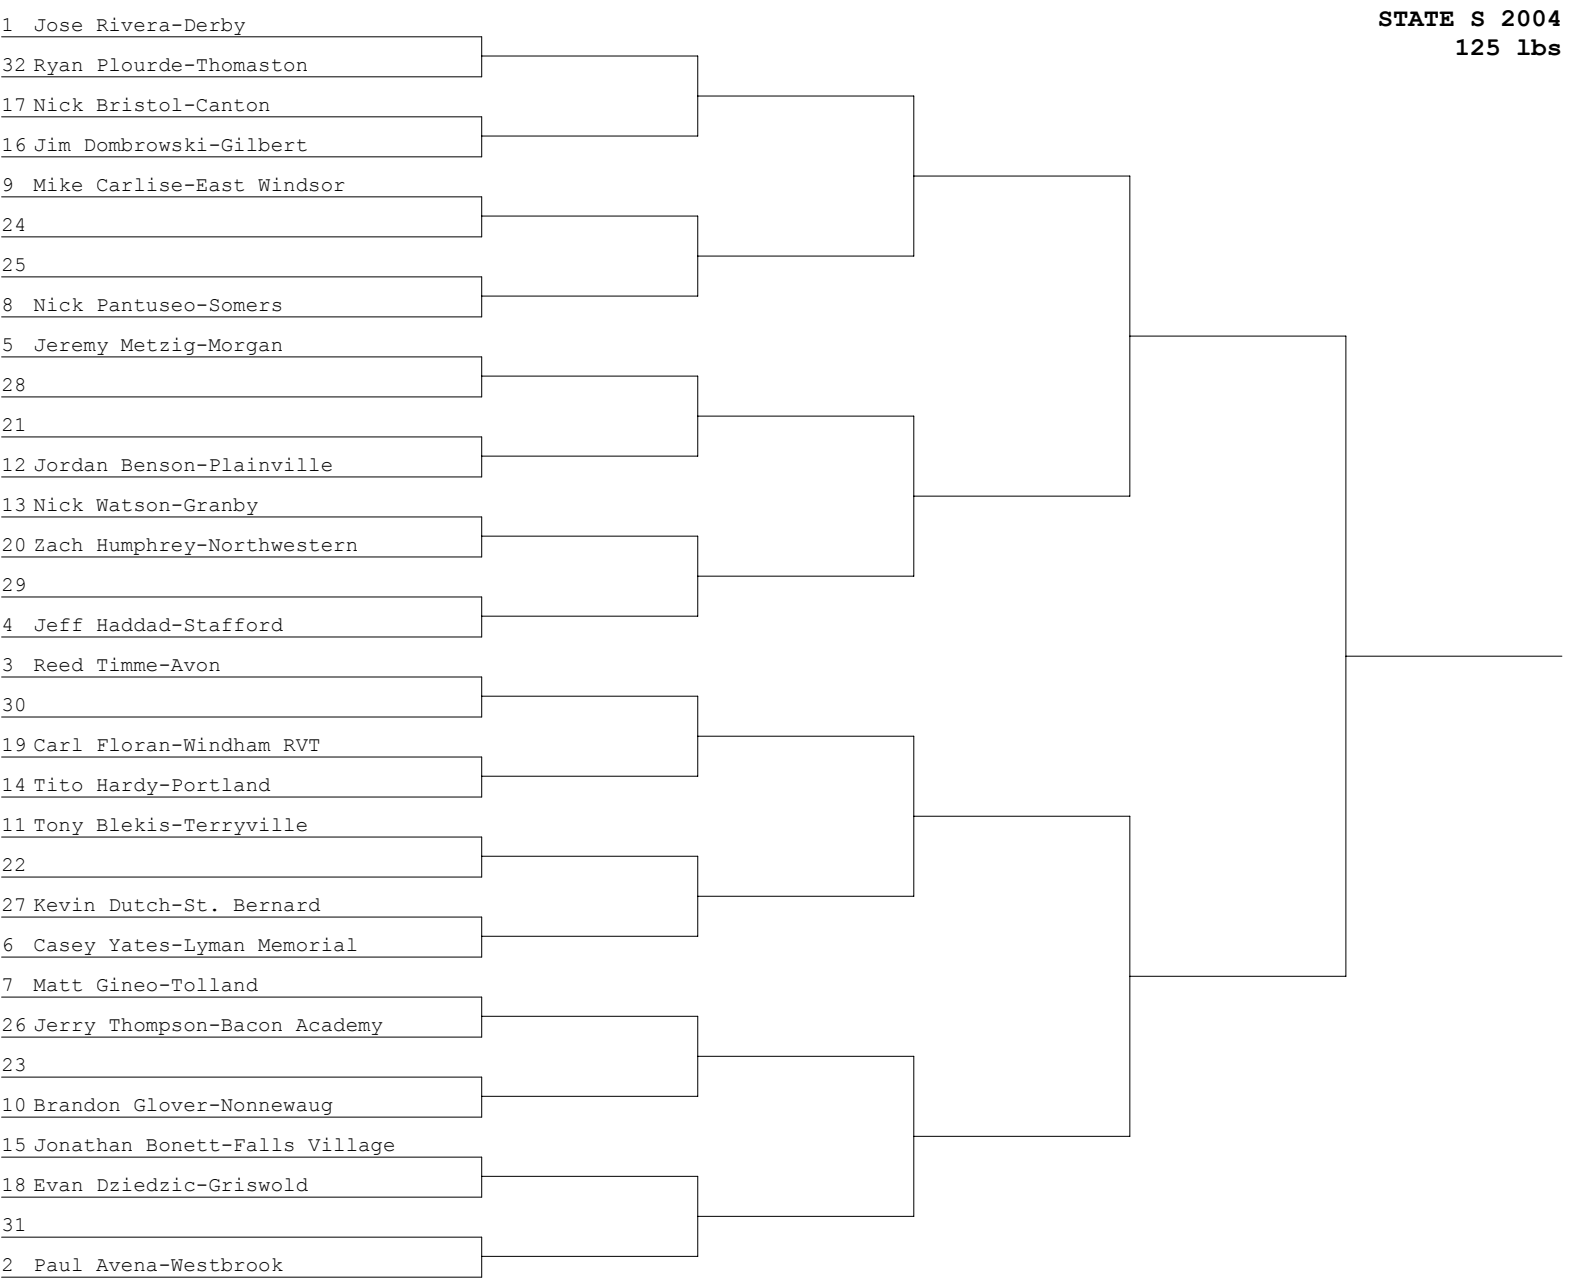 STATE S 2004
125 lbs
1 Jose Rivera-Derby
32 Ryan Plourde-Thomaston
17 Nick Bristol-Canton
16 Jim Dombrowski-Gilbert
9 Mike Carlise-East Windsor
24
25
8 Nick Pantuseo-Somers
5 Jeremy Metzig-Morgan
28
21
12 Jordan Benson-Plainville
13 Nick Watson-Granby
20 Zach Humphrey-Northwestern
29
4 Jeff Haddad-Stafford
3 Reed Timme-Avon
30
19 Carl Floran-Windham RVT
14 Tito Hardy-Portland
11 Tony Blekis-Terryville
22
27 Kevin Dutch-St. Bernard
6 Casey Yates-Lyman Memorial
7 Matt Gineo-Tolland
26 Jerry Thompson-Bacon Academy
23
10 Brandon Glover-Nonnewaug
15 Jonathan Bonett-Falls Village
18 Evan Dziedzic-Griswold
31
2 Paul Avena-Westbrook